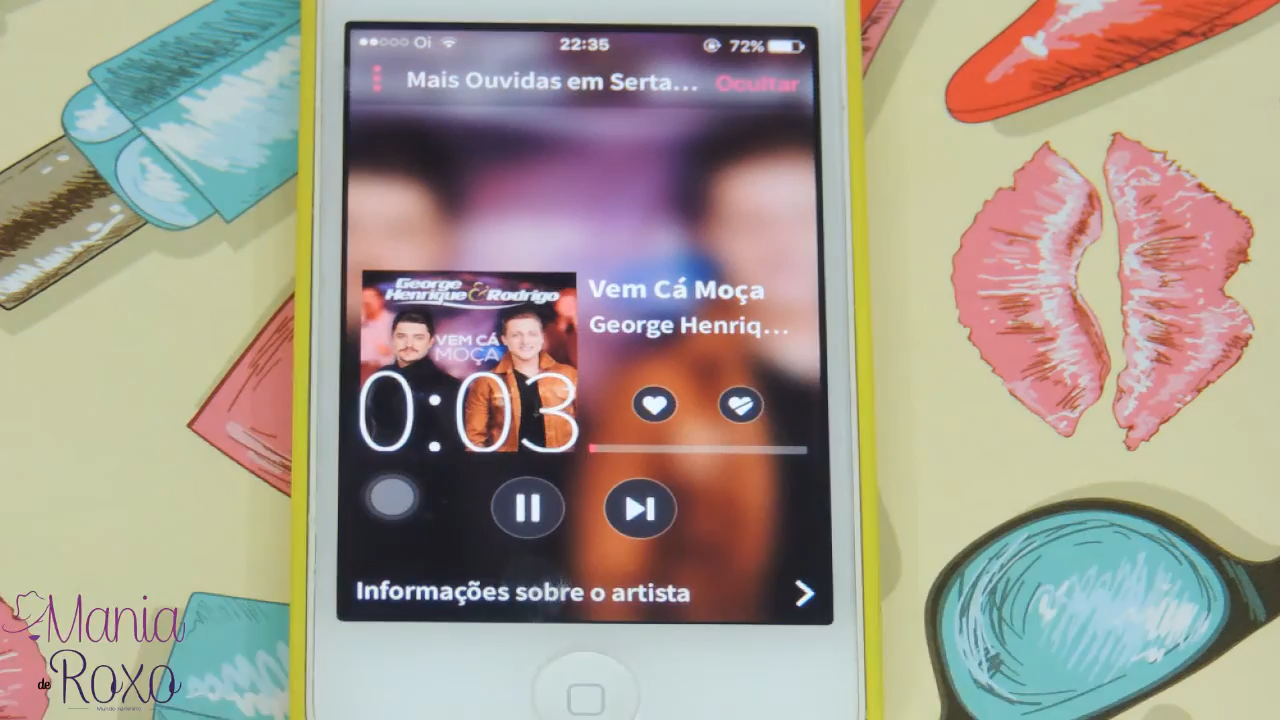 Oi 22:35 72%
Mais Ouvidas em Serta... Ocultar
George
Henrique & Rodrigo
VEM CÁ
MOÇA
0:03
Vem Cá Moça
George Henriq...
Informações sobre o artista
Mania
de Roxo